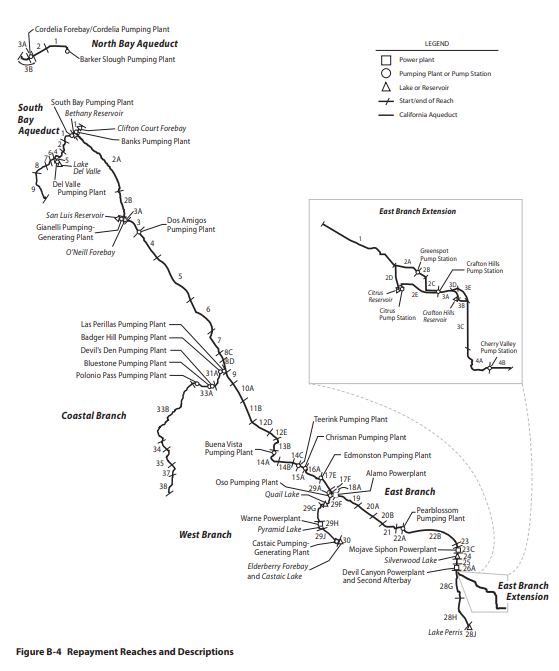 Cordelia Forebay/Cordelia Pumping Plant
3A
2
1
North Bay Aqueduct
3B
Barker Slough Pumping Plant
LEGEND
Power plant
Pumping Plant or Pump Station
Lake or Reservoir
Start/end of Reach
California Aqueduct
South Bay Pumping Plant
South
Bay
Aqueduct
Bethany Reservoir
1
1
Clifton Court Forebay
2
Banks Pumping Plant
7
6
4
5
2A
8
Lake
Del Valle
9
Del Valle
Pumping Plant
2B
San Luis Reservoir
3A
3
Dos Amigos
Pumping Plant
Gianelli Pumping-
Generating Plant
O'Neill Forebay
4
5
6
Las Perillas Pumping Plant
Badger Hill Pumping Plant
7
Devil's Den Pumping Plant
8C
Bluestone Pumping Plant
8D
31A
9
Polonio Pass Pumping Plant
33A
10A
Coastal Branch
33B
11B
12D
34
12E
35
37
38
Buena Vista
Pumping Plant
13B
14A
14B
14C
15A
16A
17E
Teerink Pumping Plant
Chrisman Pumping Plant
Edmonston Pumping Plant
17F
Alamo Powerplant
Oso Pumping Plant
29A
18A
Quail Lake
29F
19
East Branch
29G
20A
20B
Pearblossom
Pumping Plant
West Branch
Warne Powerplant
29H
21
22A
22B
Pyramid Lake
29J
30
Castaic Pumping-
Generating Plant
Elderberry Forebay
and Castaic Lake
23
Mojave Siphon Powerplant
23C
Silverwood Lake
24
25
Devil Canyon Powerplant
and Second Afterbay
26A
28G
East Branch
Extension
28H
Lake Perris
28J
East Branch Extension
1
Greenspot
Pump Station
2A
2B
Crafton Hills
Pump Station
2D
2C
3D
3E
Citrus
Reservoir
2E
3A
3B
Citrus
Pump Station
Crafton Hills
Reservoir
3C
Cherry Valley
Pump Station
4A
4B
Figure B-4 Repayment Reaches and Descriptions